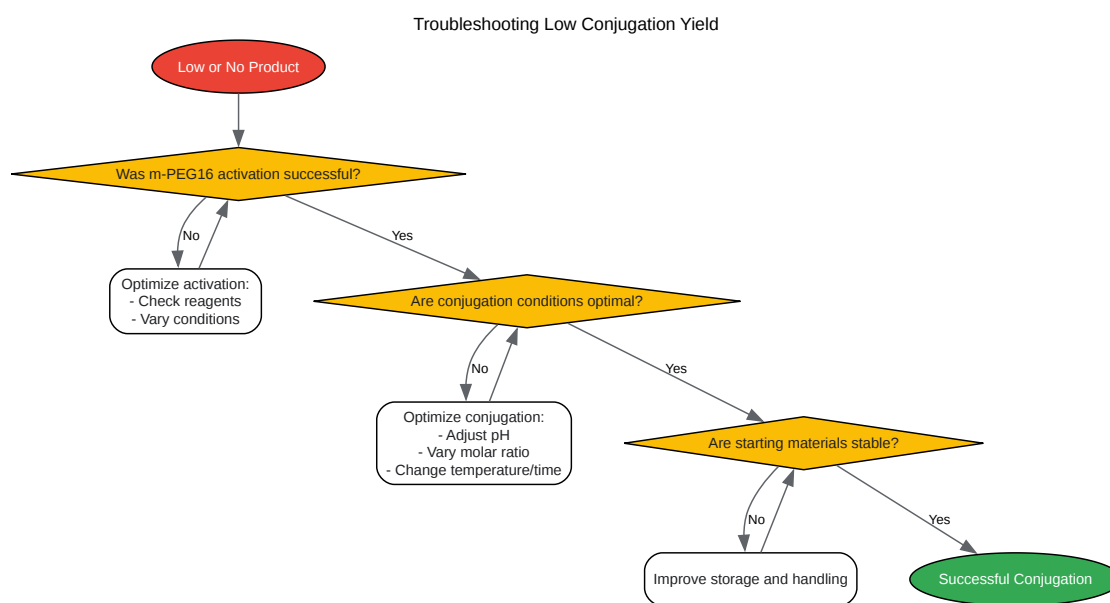 Troubleshooting Low Conjugation Yield
Low or No Product
Was m-PEG16 activation successful?
No
Yes
Optimize activation:
- Check reagents
- Vary conditions
Are conjugation conditions optimal?
No
Yes
Optimize conjugation:
- Adjust pH
- Vary molar ratio
- Change temperature/time
Are starting materials stable?
No
Yes
Improve storage and handling
Successful Conjugation